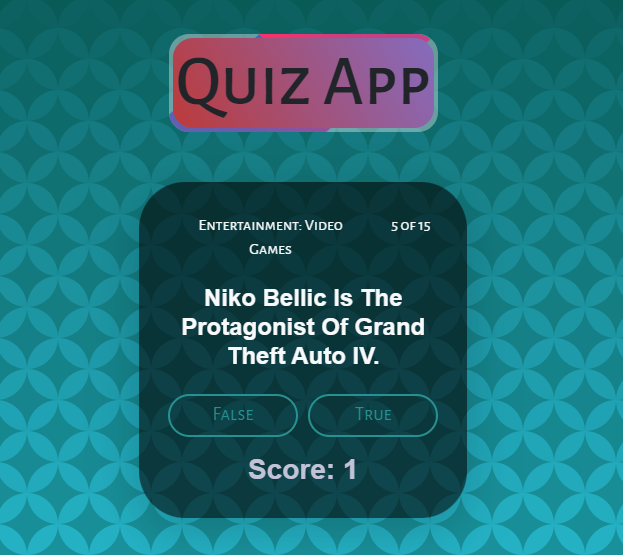 Quiz App
Entertainment: Video
Games
5 of 15
Niko Bellic Is The
Protagonist Of Grand
Theft Auto IV.
False
True
Score: 1